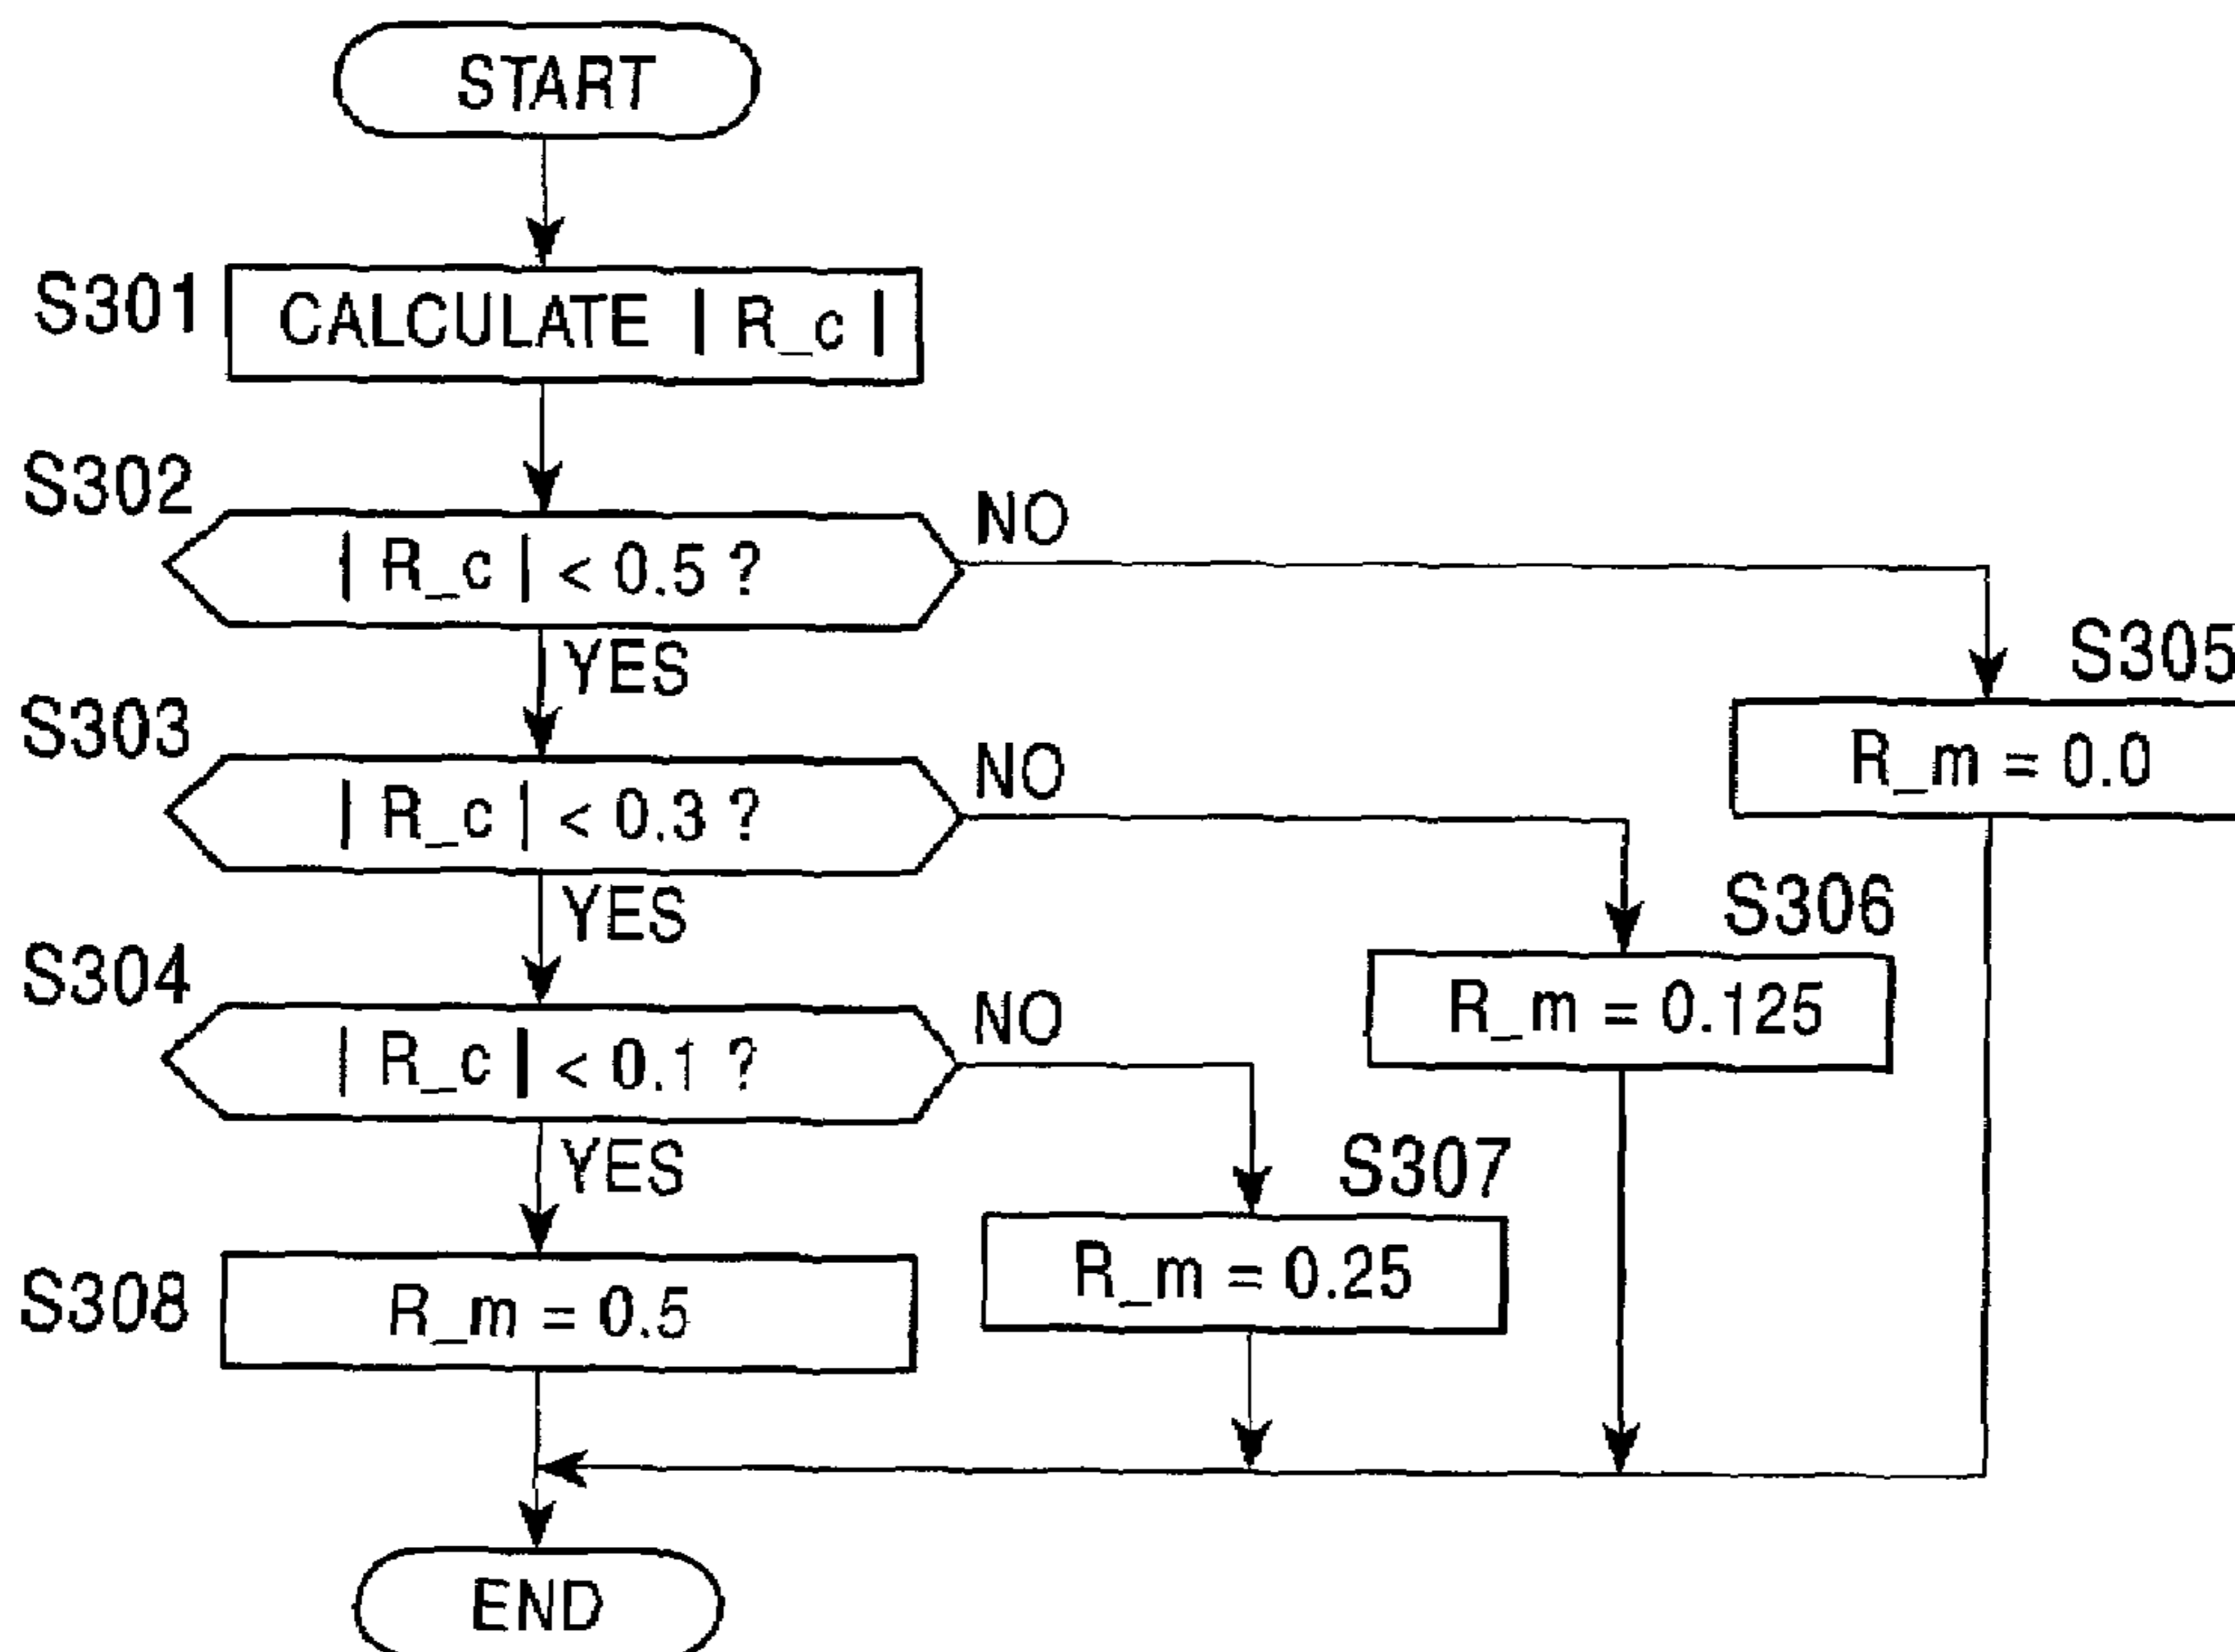 START
S301
CALCULATE | R_c |
S302
| R_c | < 0.5 ?
NO
YES
S305
R_m = 0.0
S303
| R_c | < 0.3 ?
NO
YES
S306
R_m = 0.125
S304
| R_c | < 0.1 ?
NO
YES
S307
R_m = 0.25
S308
R_m = 0.5
END